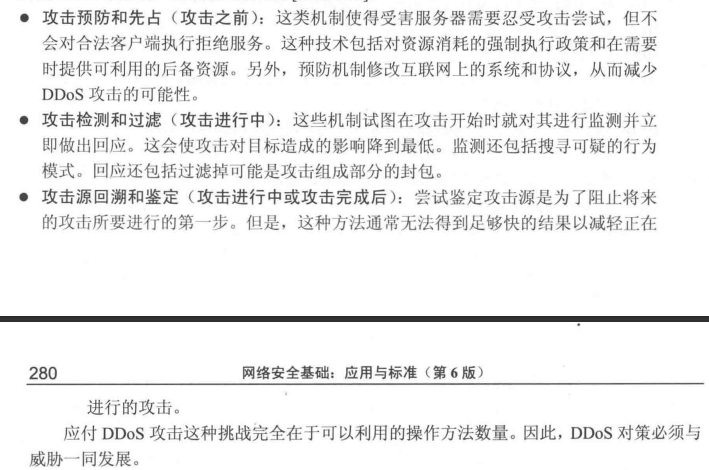 ● 攻击预防和先占（攻击之前）：这类机制使得受害服务器需要忍受攻击尝试，但不
会对合法客户端执行拒绝服务。这种技术包括对资源消耗的强制执行政策和在需要
时提供可利用的后备资源。另外，预防机制修改互联网上的系统和协议，从而减少
DDoS 攻击的可能性。
● 攻击检测和过滤（攻击进行中）：这些机制试图在攻击开始时就对其进行监测并立
即做出回应。这会使攻击对目标造成的影响降到最低。监测还包括搜寻可疑的行为
模式。回应还包括过滤掉可能是攻击组成部分的封包。
● 攻击源回溯和鉴定（攻击进行中或攻击完成后）：尝试鉴定攻击源是为了阻止将来
的攻击所要进行的第一步。但是，这种方法通常无法得到足够快的结果以减轻正在
280 网络安全基础：应用与标准（第 6 版）
进行的攻击。
应付 DDoS 攻击这种挑战完全在于可以利用的操作方法数量。因此，DDoS 对策必须与
威胁一同发展。